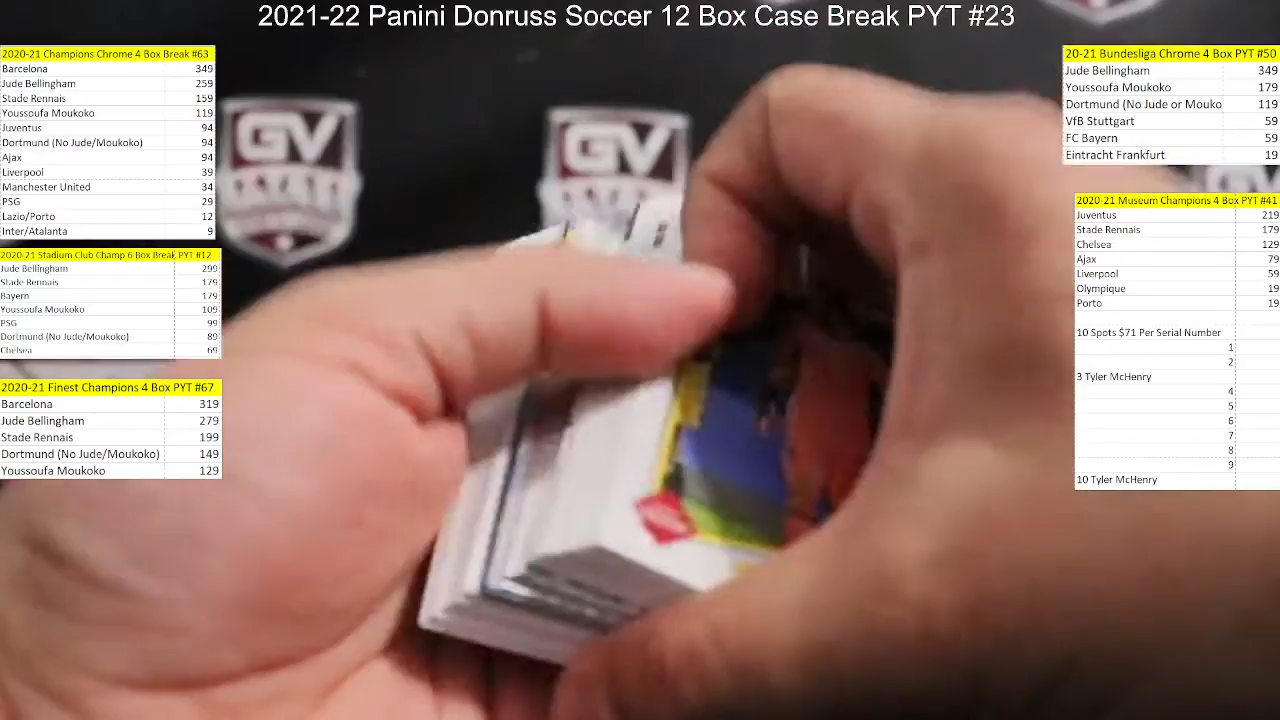 2021-22 Panini Donruss Soccer 12 Box Case Break PYT #23
2020-21 Champions Chrome 4 Box Break #63
Barcelona 349
Jude Bellingham 259
Stade Rennais 159
Youssoufa Moukoko 119
Juventus 94
Dortmund (No Jude/Moukoko) 94
Ajax 94
Liverpool 39
Manchester United 34
PSG 29
Lazio/Porto 12
Inter/Atalanta 9
2020-21 Stadium Club Champ 6 Box Break PYT #12
Jude Bellingham 299
Stade Rennais 179
Bayern 179
Youssoufa Moukoko 109
PSG 99
Dortmund (No Jude/Moukoko) 89
Chelsea 69
2020-21 Finest Champions 4 Box PYT #67
Barcelona 319
Jude Bellingham 279
Stade Rennais 199
Dortmund (No Jude/Moukoko) 149
Youssoufa Moukoko 129
20-21 Bundesliga Chrome 4 Box PYT #50
Jude Bellingham 349
Youssoufa Moukoko 179
Dortmund (No Jude or Mouko 119
VfB Stuttgart 59
FC Bayern 59
Eintracht Frankfurt 19
2020-21 Museum Champions 4 Box PYT #41
Juventus 219
Stade Rennais 179
Chelsea 129
Ajax 79
Liverpool 59
Olympique 19
Porto 19
10 Spots $71 Per Serial Number
1
2
3 Tyler McHenry
4
5
6
7
8
9
10 Tyler McHenry
GV
GV